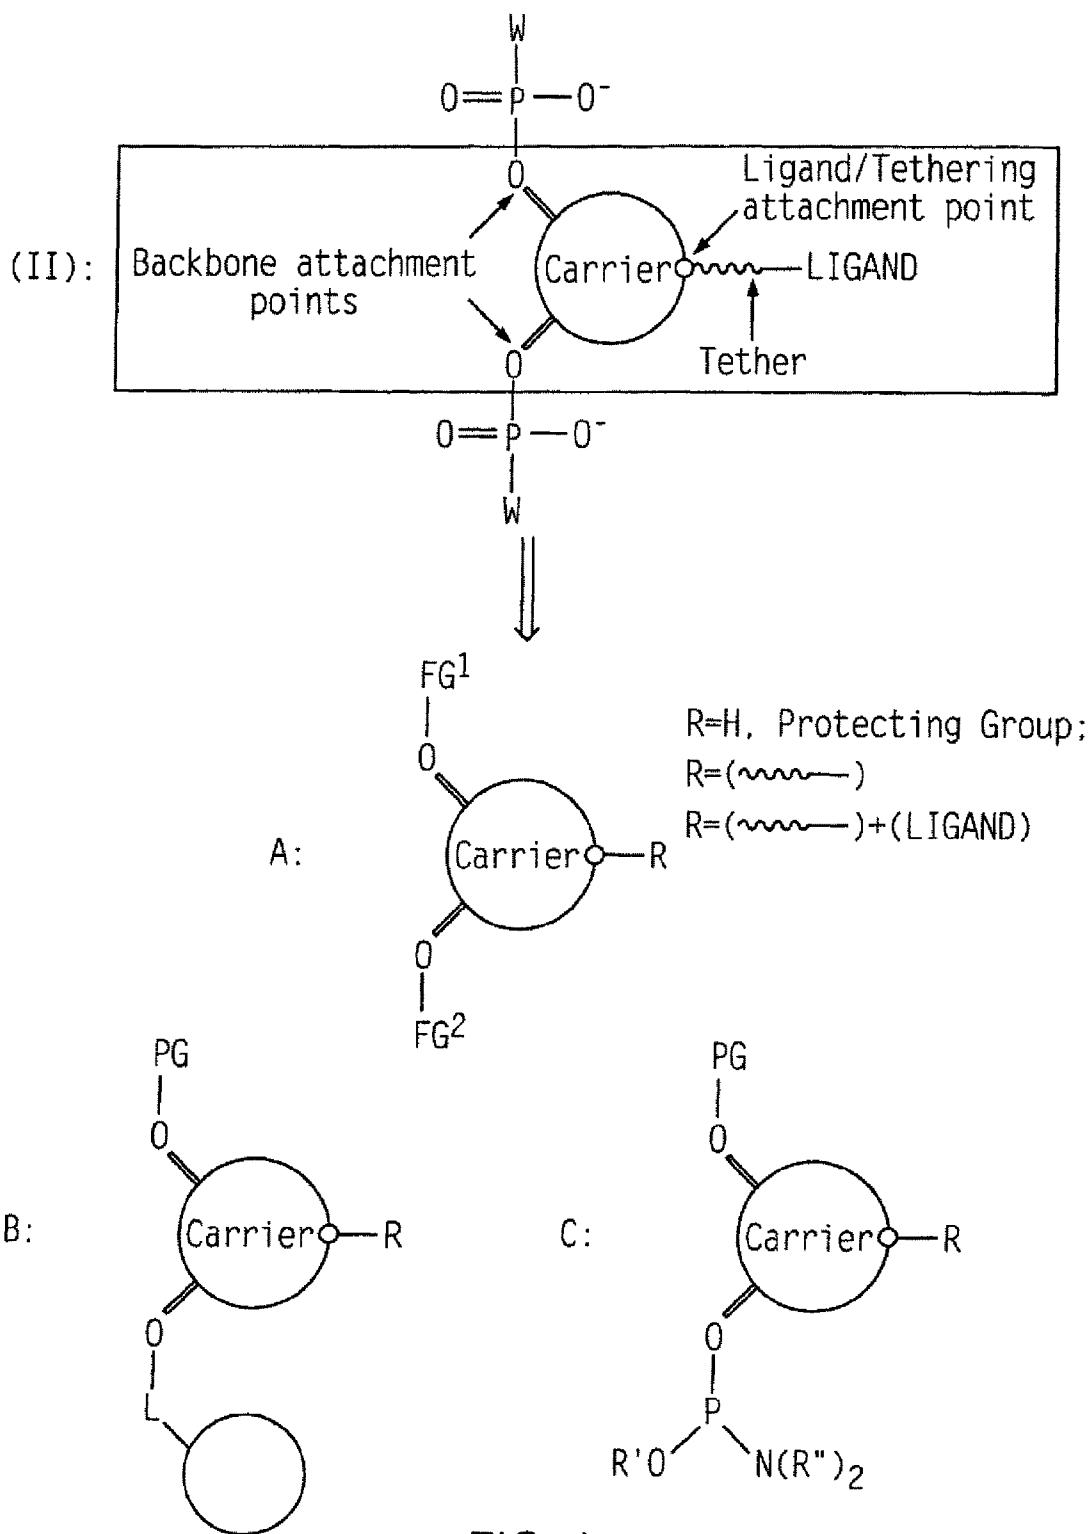 W
O=P—O⁻
O
Ligand/Tethering
attachment point
(II):
Backbone attachment
points
Carrier
LIGAND
Tether
O
O=P—O⁻
W
FG¹
O
R=H, Protecting Group;
R=( )
R=( )+(LIGAND)
A:
Carrier
R
O
FG²
PG
O
B:
Carrier
R
O
L
PG
O
C:
Carrier
R
O
P
R'O
N(R")₂